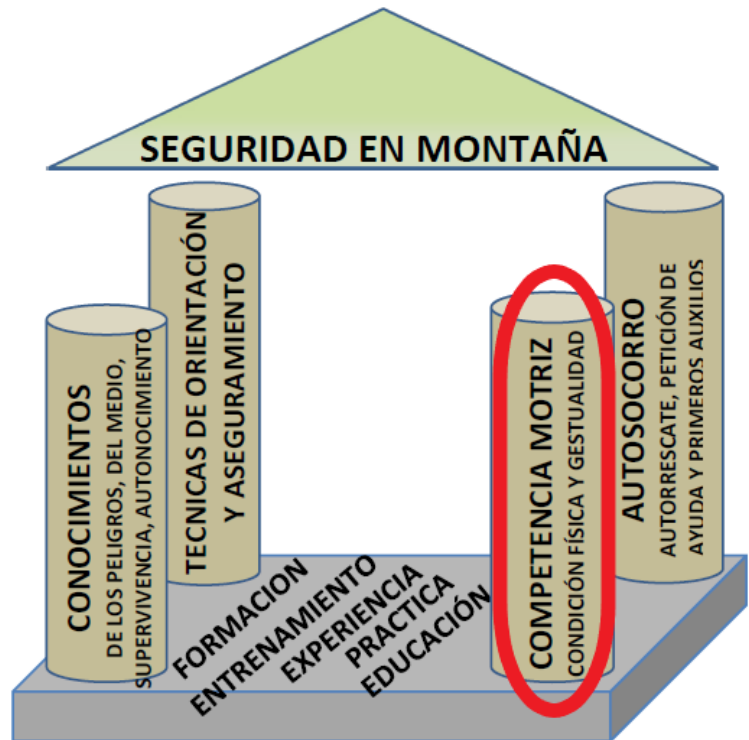 SEGURIDAD EN MONTAÑA
CONOCIMIENTOS
DE LOS PELIGROS, DEL MEDIO,
SUPERVIVENCIA, AUTONOCIMIENTO
TECNICAS DE ORIENTACIÓN
Y ASEGURAMIENTO
FORMACION
ENTRENAMIENTO
EXPERIENCIA
PRACTICA
EDUCACIÓN
COMPETENCIA MOTRIZ
CONDICIÓN FÍSICA Y GESTUALIDAD
AUTOSOCORRO
AUTORRESCATE, PETICIÓN DE
AYUDA Y PRIMEROS AUXILIOS